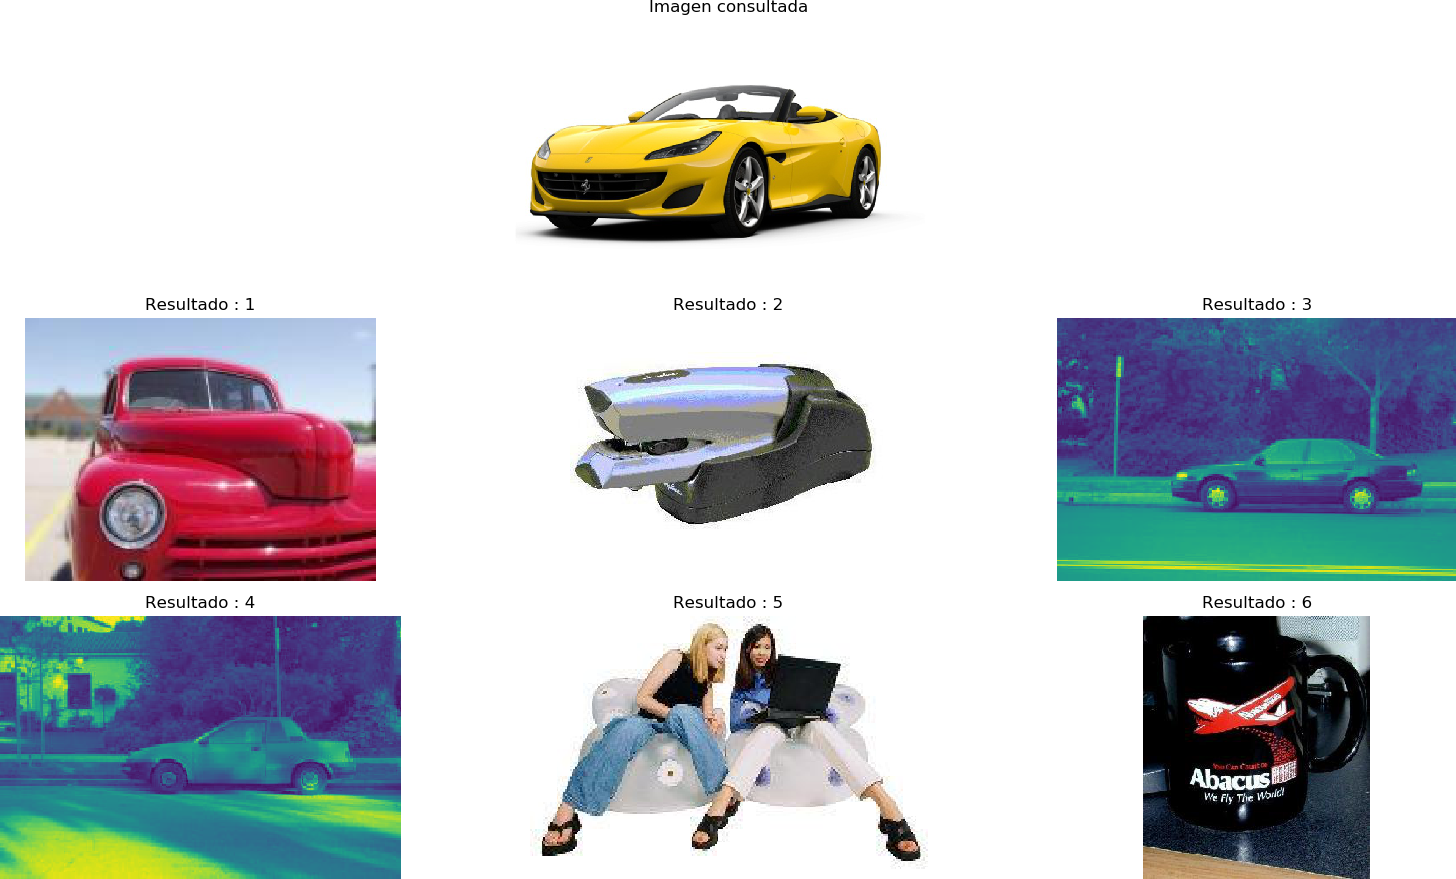 Imagen consultada
Resultado : 1
Resultado : 2
Resultado : 3
Resultado : 4
Resultado : 5
Resultado : 6
You Can Count on
Abacus
We Fly The World!